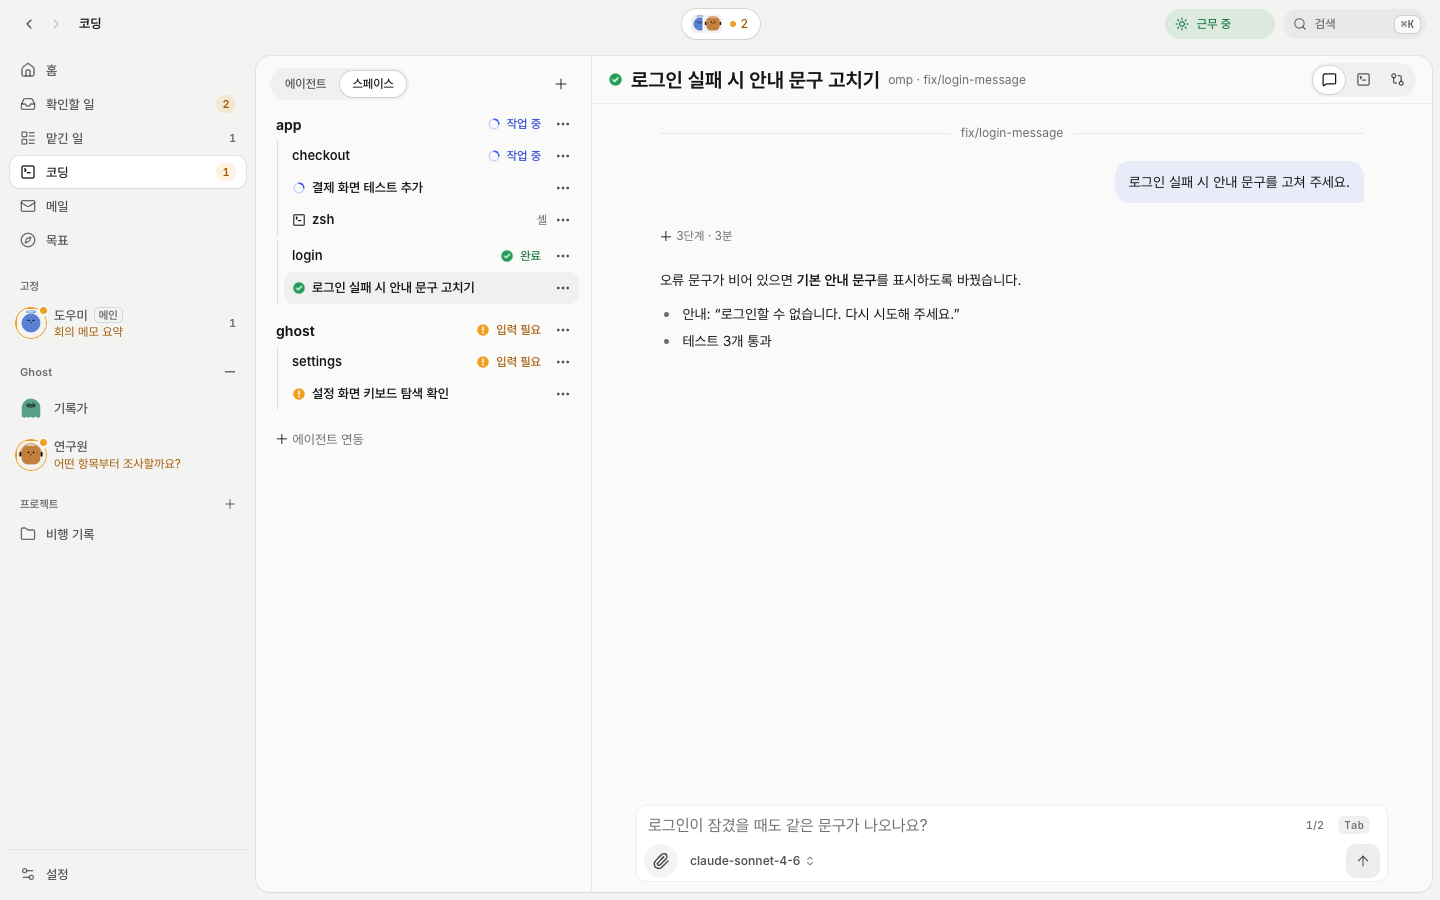 코딩
2
근무 중
검색
⌘K
홈
확인할 일
2
맡긴 일
1
코딩
1
메일
목표
고정
도우미
메인
회의 메모 요약
1
Ghost
기록가
연구원
어떤 항목부터 조사할까요?
프로젝트
비행 기록
설정
에이전트
스페이스
app
작업 중
checkout
작업 중
결제 화면 테스트 추가
zsh
셸
login
완료
로그인 실패 시 안내 문구 고치기
ghost
입력 필요
settings
입력 필요
설정 화면 키보드 탐색 확인
에이전트 연동
로그인 실패 시 안내 문구 고치기
omp · fix/login-message
fix/login-message
로그인 실패 시 안내 문구를 고쳐 주세요.
3단계 · 3분
오류 문구가 비어 있으면 기본 안내 문구를 표시하도록 바꿨습니다.
안내: “로그인할 수 없습니다. 다시 시도해 주세요.”
테스트 3개 통과
로그인이 잠겼을 때도 같은 문구가 나오나요?
1/2
Tab
claude-sonnet-4-6